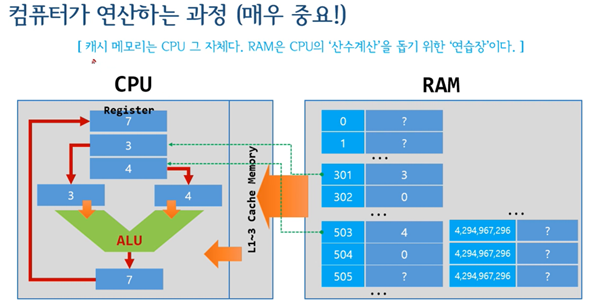 컴퓨터가 연산하는 과정 (매우 중요!)
[ 캐시 메모리는 CPU 그 자체다. RAM은 CPU의 ‘산수계산’을 돕기 위한 ‘연습장’이다. ]
CPU
Register
7
3
4
3
4
ALU
7
L1~3 Cache Memory
RAM
0 ?
1 ?
...
301 3
302 0
...
503 4
504 0
505 ?
...
...
4,294,967,296 ?
4,294,967,296 ?
4,294,967,296 ?